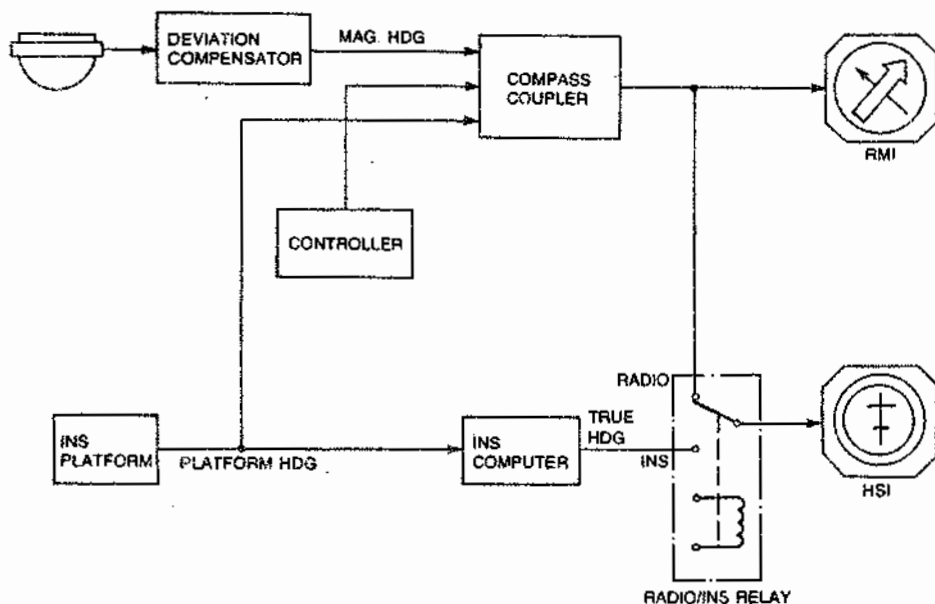 DEVIATION
COMPENSATOR
MAG. HDG
COMPASS
COUPLER
RMI
CONTROLLER
RADIO
INS
PLATFORM
PLATFORM HDG
INS
COMPUTER
TRUE
HDG
INS
HSI
RADIO/INS RELAY